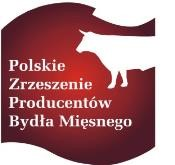 Polskie
Zrzeszenie
Producentów
Bydła Mięsnego